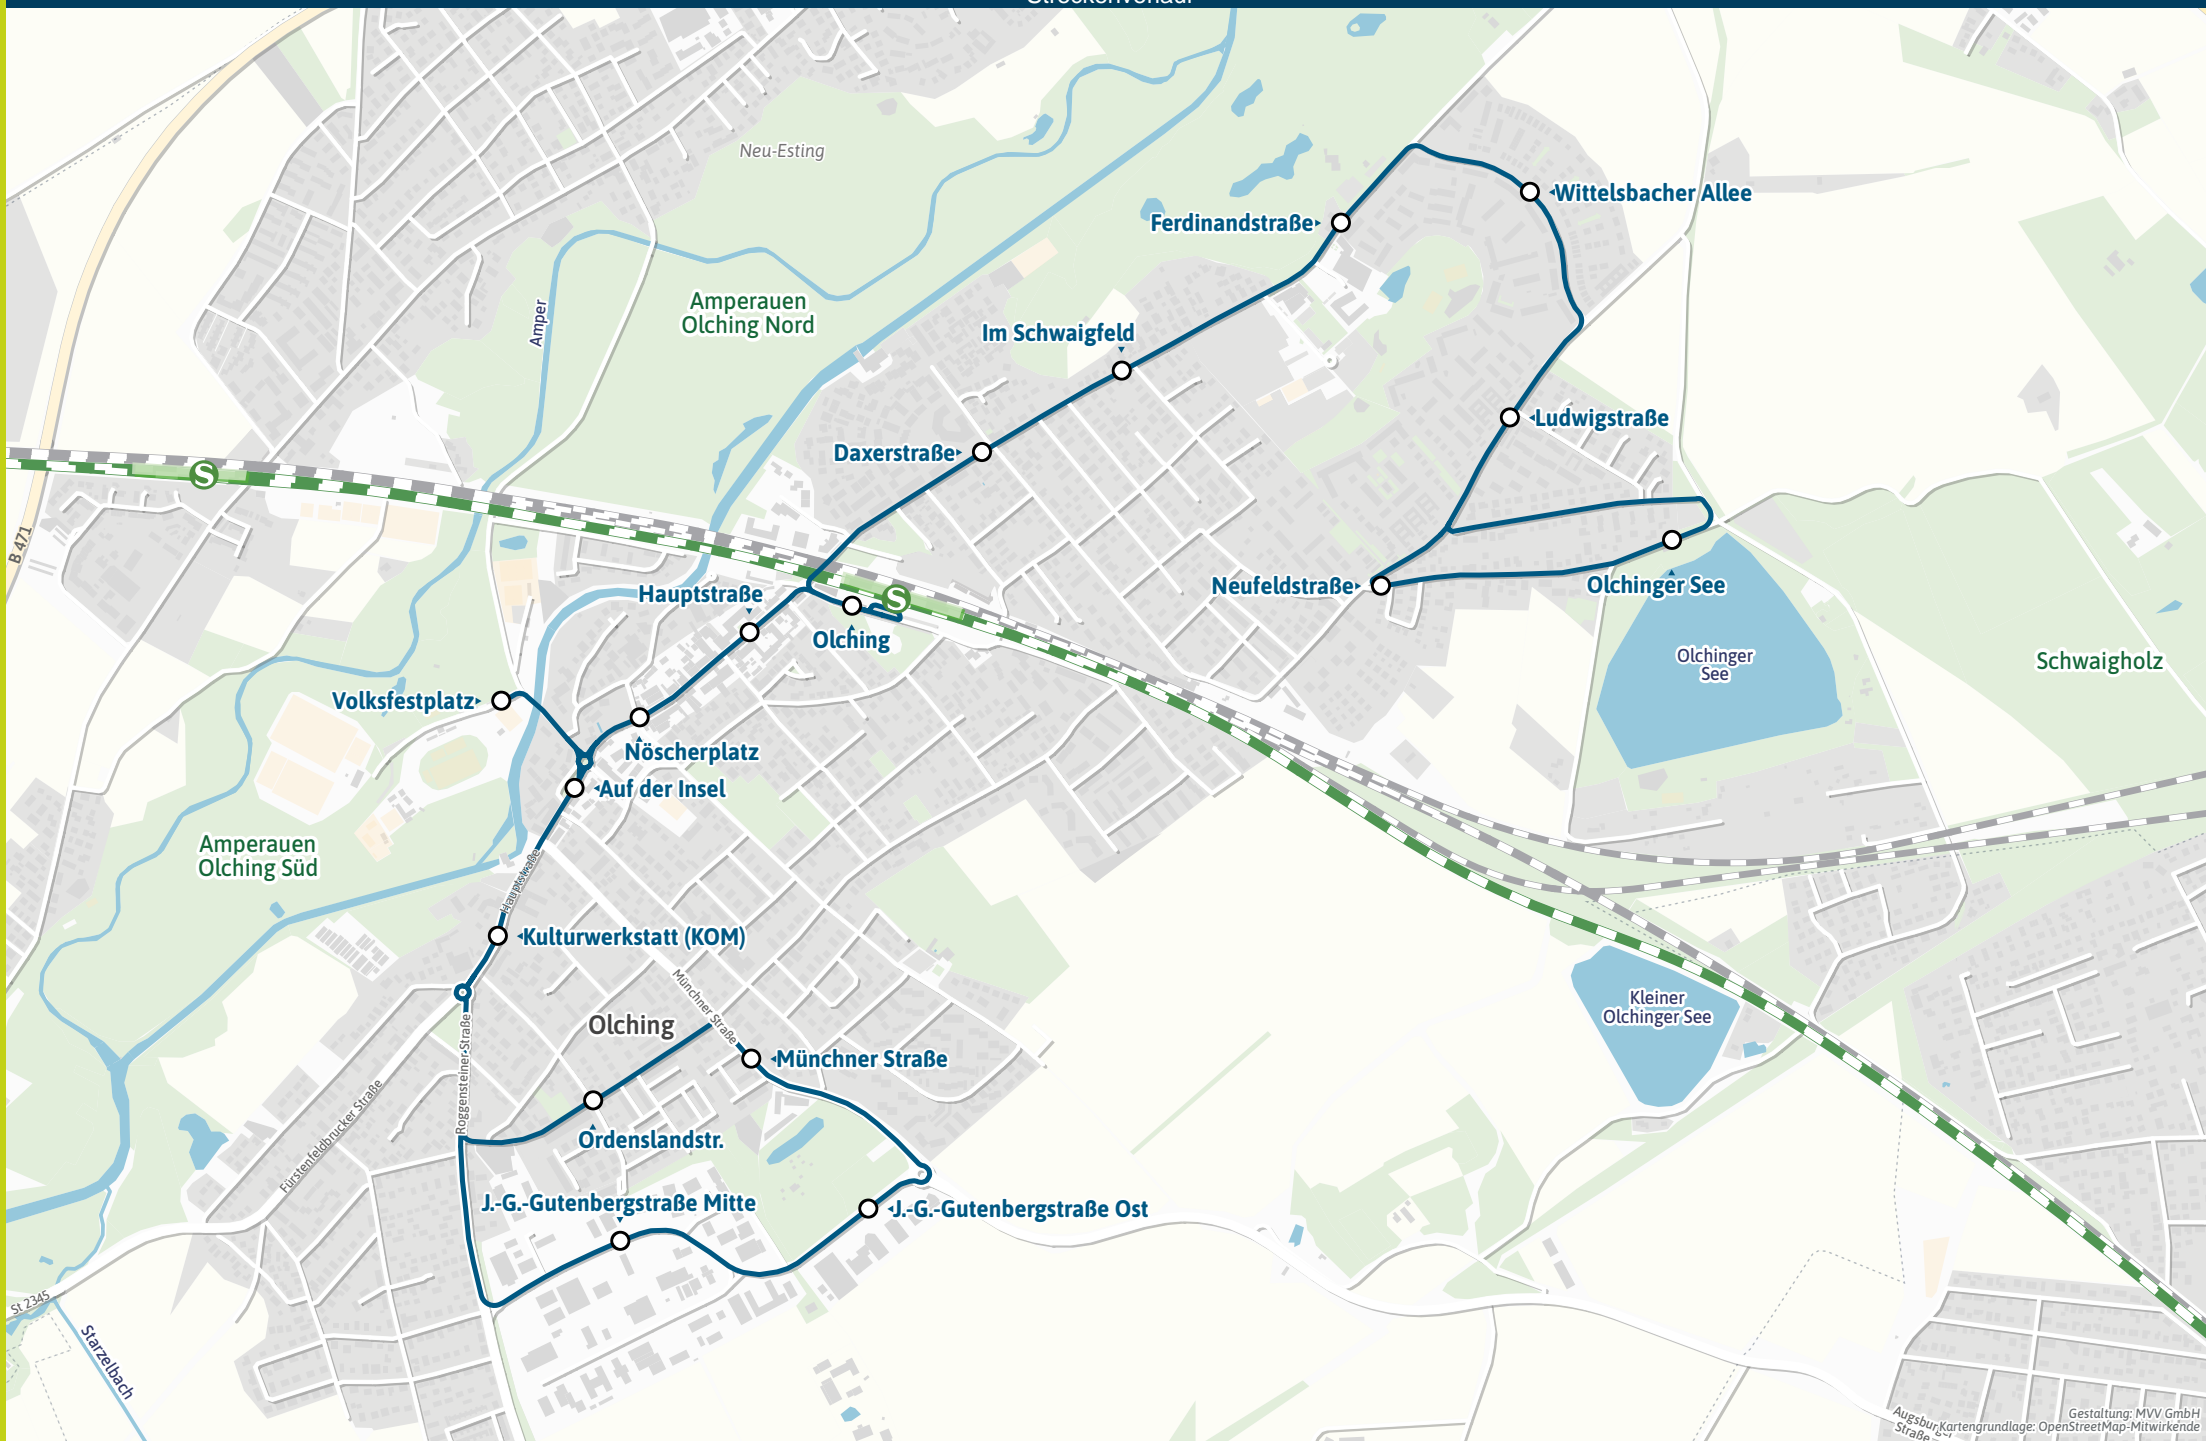 Streckenverlauf
Neu-Esting
Wittelsbacher Allee
Ferdinandstraße
Amper
Amperauen
Olching Nord
Im Schwaigfeld
Ludwigstraße
Daxerstraße
S
B 471
Hauptstraße
S
Neufeldstraße
Olchinger See
Olching
Olchinger
See
Schwaigholz
Volksfestplatz
Nöscherplatz
Auf der Insel
Amperauen
Olching Süd
Hauptstraße
Kulturwerkstatt (KOM)
Münchner Straße
Kleiner
Olchinger See
Olching
Roggensteiner Straße
Münchner Straße
Fürstenfeldbrucker Straße
Ordenslandstr.
J.-G.-Gutenbergstraße Mitte
J.-G.-Gutenbergstraße Ost
St 2345
Starzelbach
Augsburger
Straße
Gestaltung: MVV GmbH
Kartengrundlage: OpenStreetMap-Mitwirkende